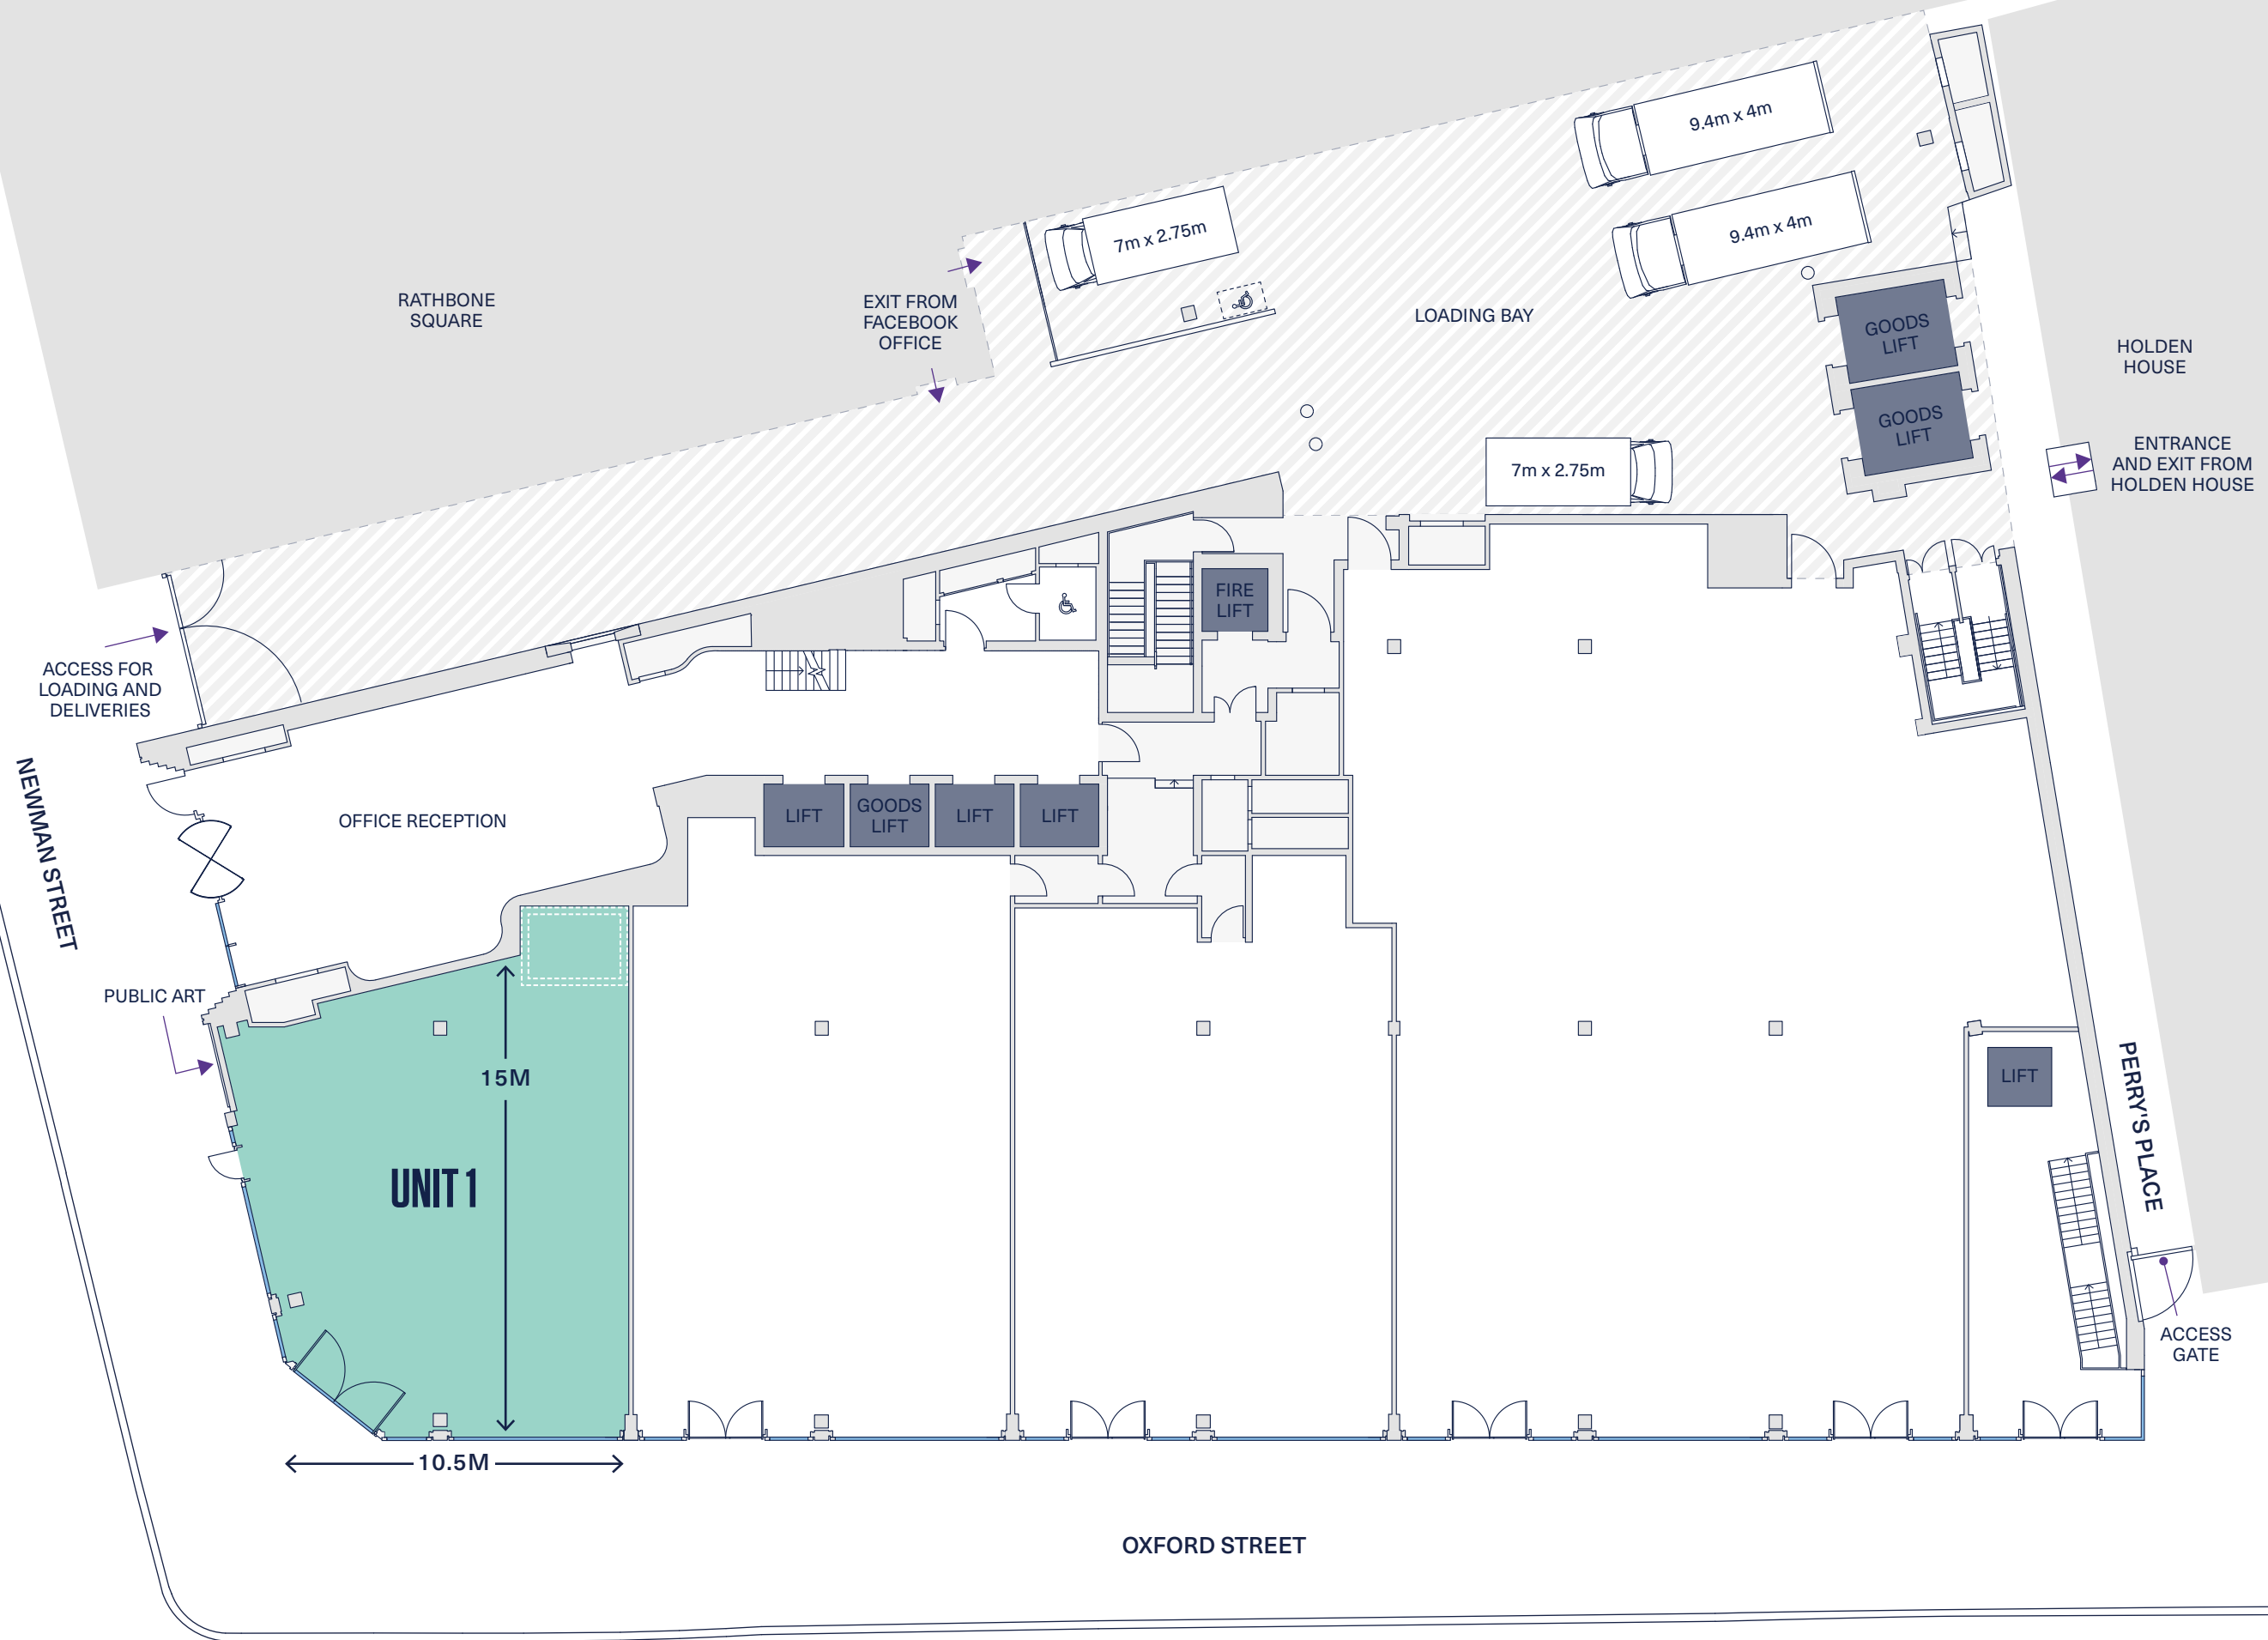 9.4m x 4m
9.4m x 4m
7m x 2.75m
RATHBONE
SQUARE
EXIT FROM
FACEBOOK
OFFICE
LOADING BAY
GOODS
LIFT
GOODS
LIFT
HOLDEN
HOUSE
ENTRANCE
AND EXIT FROM
HOLDEN HOUSE
7m x 2.75m
FIRE
LIFT
ACCESS FOR
LOADING AND
DELIVERIES
NEWMAN STREET
OFFICE RECEPTION
LIFT
GOODS
LIFT
LIFT
LIFT
PUBLIC ART
15M
UNIT 1
LIFT
PERRY'S PLACE
ACCESS
GATE
10.5M
OXFORD STREET